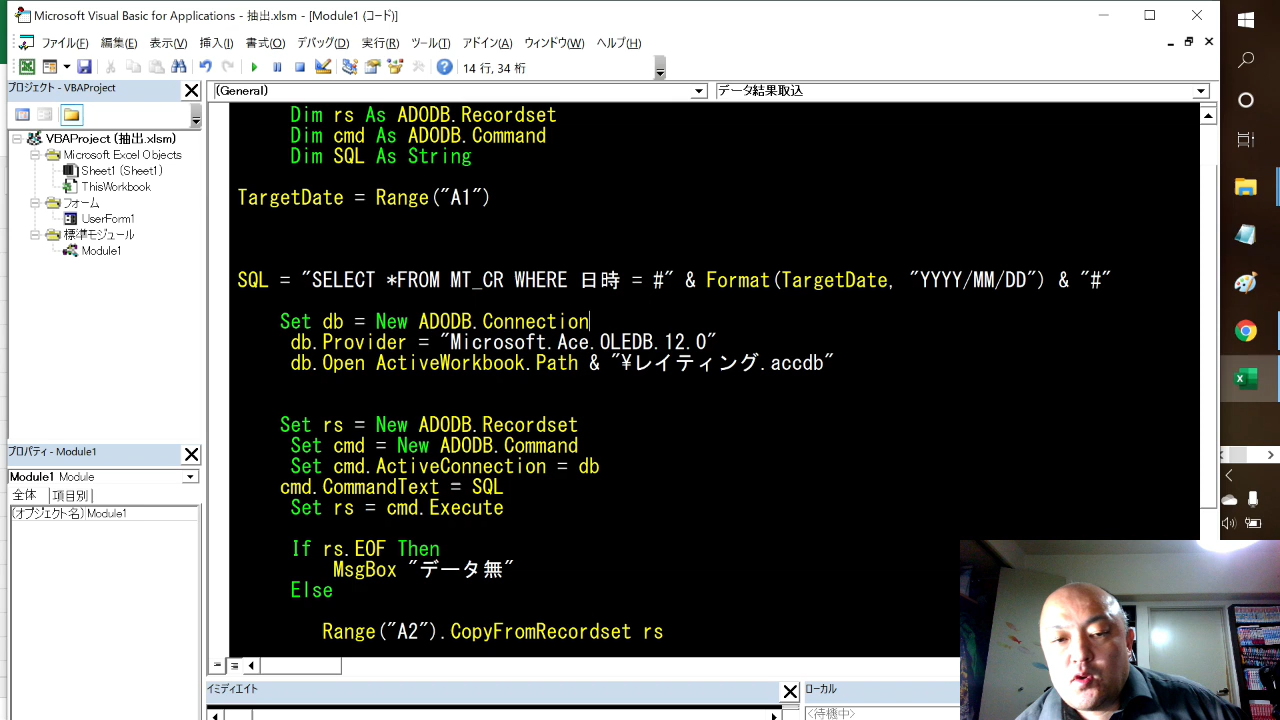 Microsoft Visual Basic for Applications - 抽出.xlsm - [Module1 (コード)]
ファイル(F) 編集(E) 表示(V) 挿入(I) 書式(O) デバッグ(D) 実行(R) ツール(T) アドイン(A) ウィンドウ(W) ヘルプ(H)
14 行, 34 桁
プロジェクト - VBAProject
(General)
データ結果取込
VBAProject (抽出.xlsm)
Microsoft Excel Objects
Sheet1 (Sheet1)
ThisWorkbook
フォーム
UserForm1
標準モジュール
Module1
プロパティ - Module1
Module1 Module
全体 項目別
(オブジェクト名) Module1
Dim rs As ADODB.Recordset
Dim cmd As ADODB.Command
Dim SQL As String
TargetDate = Range("A1")
SQL = "SELECT *FROM MT_CR WHERE 日時 = #" & Format(TargetDate, "YYYY/MM/DD") & "#"
Set db = New ADODB.Connection
db.Provider = "Microsoft.Ace.OLEDB.12.0"
db.Open ActiveWorkbook.Path & "¥レイティング.accdb"
Set rs = New ADODB.Recordset
Set cmd = New ADODB.Command
Set cmd.ActiveConnection = db
cmd.CommandText = SQL
Set rs = cmd.Execute
If rs.EOF Then
MsgBox "データ無"
Else
Range("A2").CopyFromRecordset rs
イミディエイト
ローカル
<待機中>